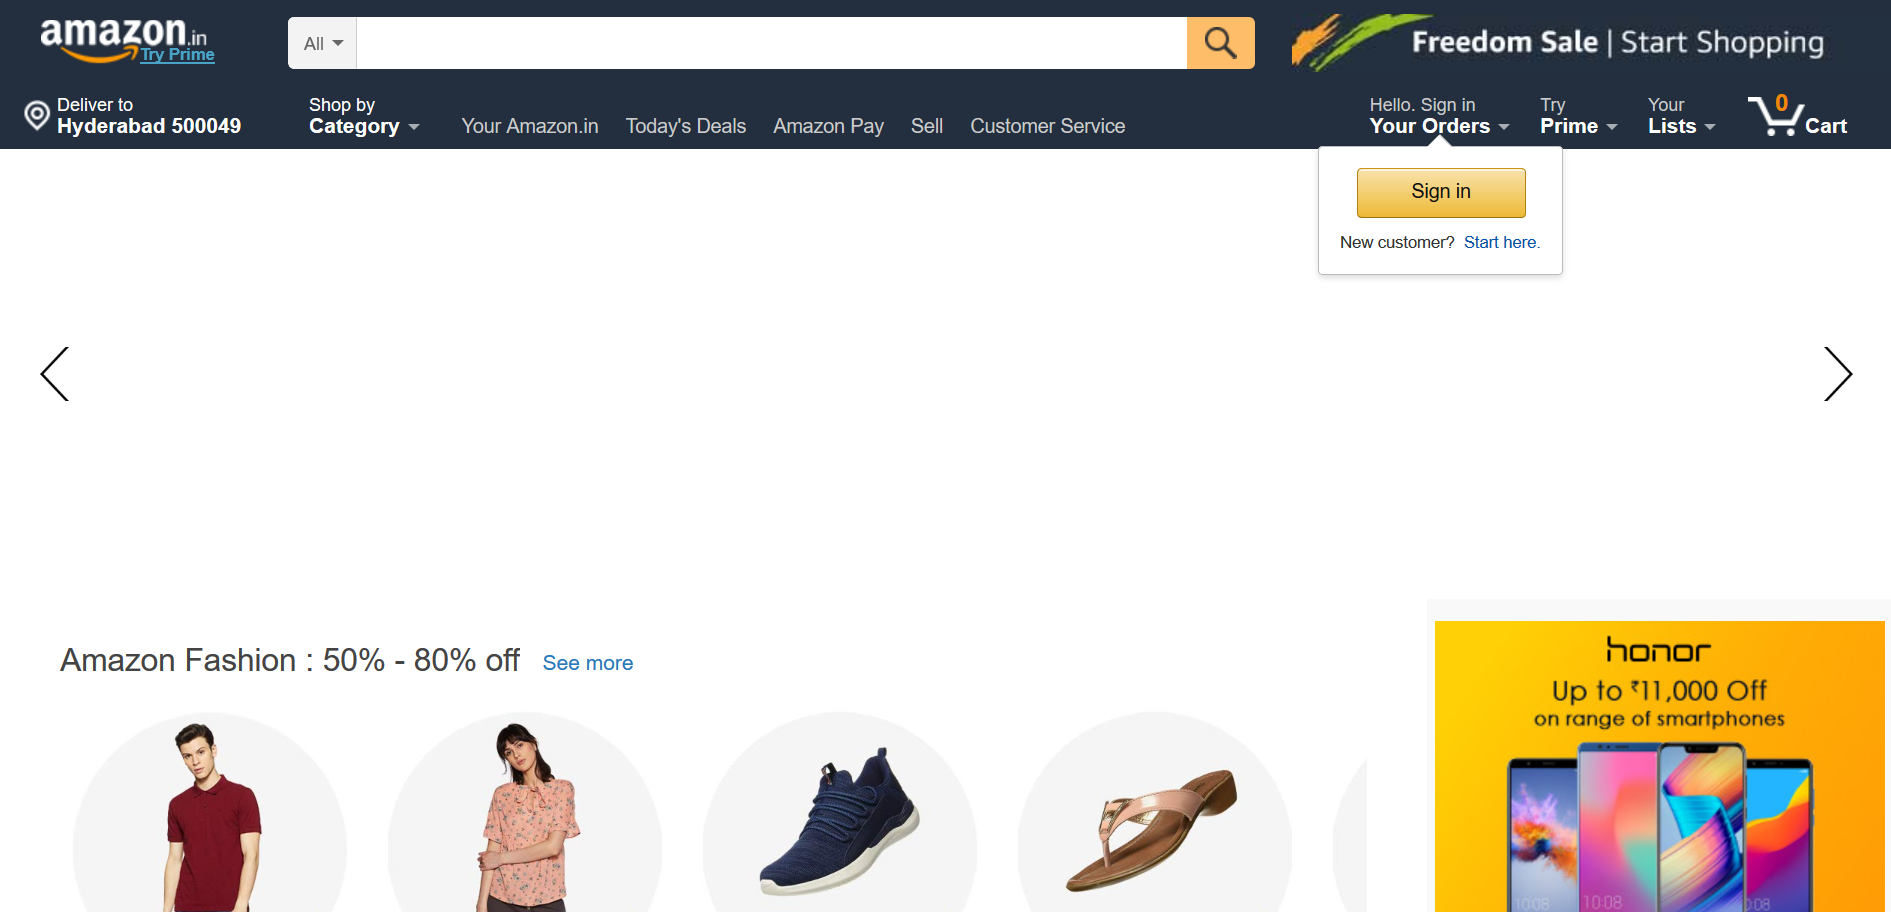 amazon.in
Try Prime
All
Freedom Sale | Start Shopping
Deliver to
Hyderabad 500049
Shop by
Category
Your Amazon.in
Today's Deals
Amazon Pay
Sell
Customer Service
Hello. Sign in
Your Orders
Try
Prime
Your
Lists
0
Cart
Sign in
New customer? Start here.
Amazon Fashion : 50% - 80% off See more
honor
Up to ₹11,000 Off
on range of smartphones
10:08
10:08